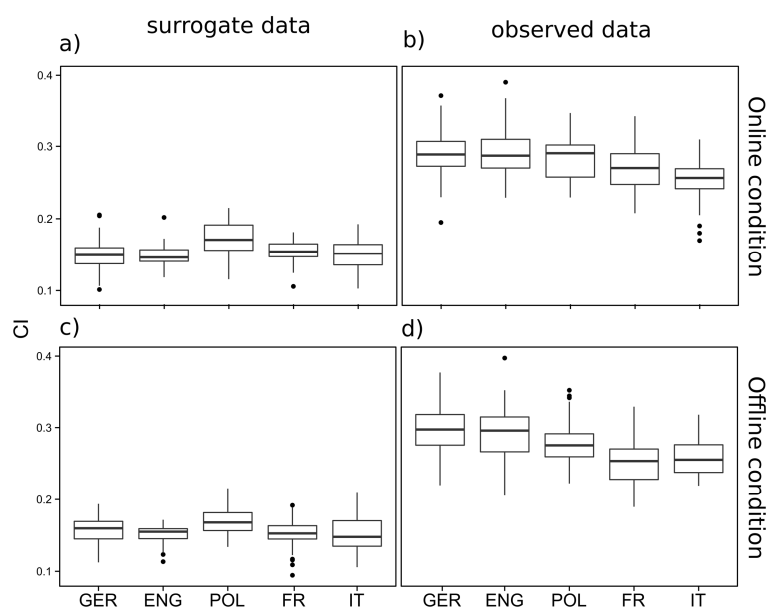 surrogate data
observed data
a)
b)
0.4
0.3
0.2
0.1
Online condition
CI
c)
d)
0.4
0.3
0.2
0.1
Offline condition
GER ENG POL FR IT
GER ENG POL FR IT